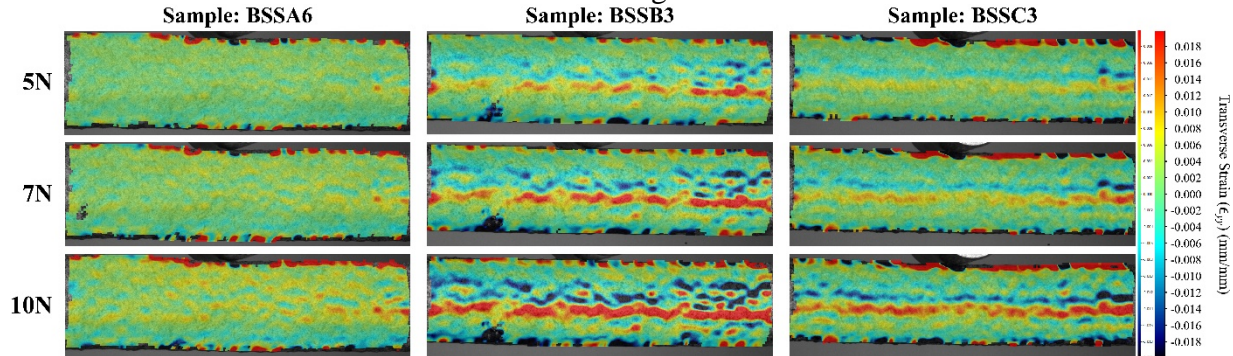 Sample: BSSA6
Sample: BSSB3
Sample: BSSC3
5N
7N
10N
0.018
0.016
0.014
0.012
0.010
0.008
0.006
0.004
0.002
0.000
-0.002
-0.004
-0.006
-0.008
-0.010
-0.012
-0.014
-0.016
-0.018
Transverse Strain (ϵyy) (mm/mm)